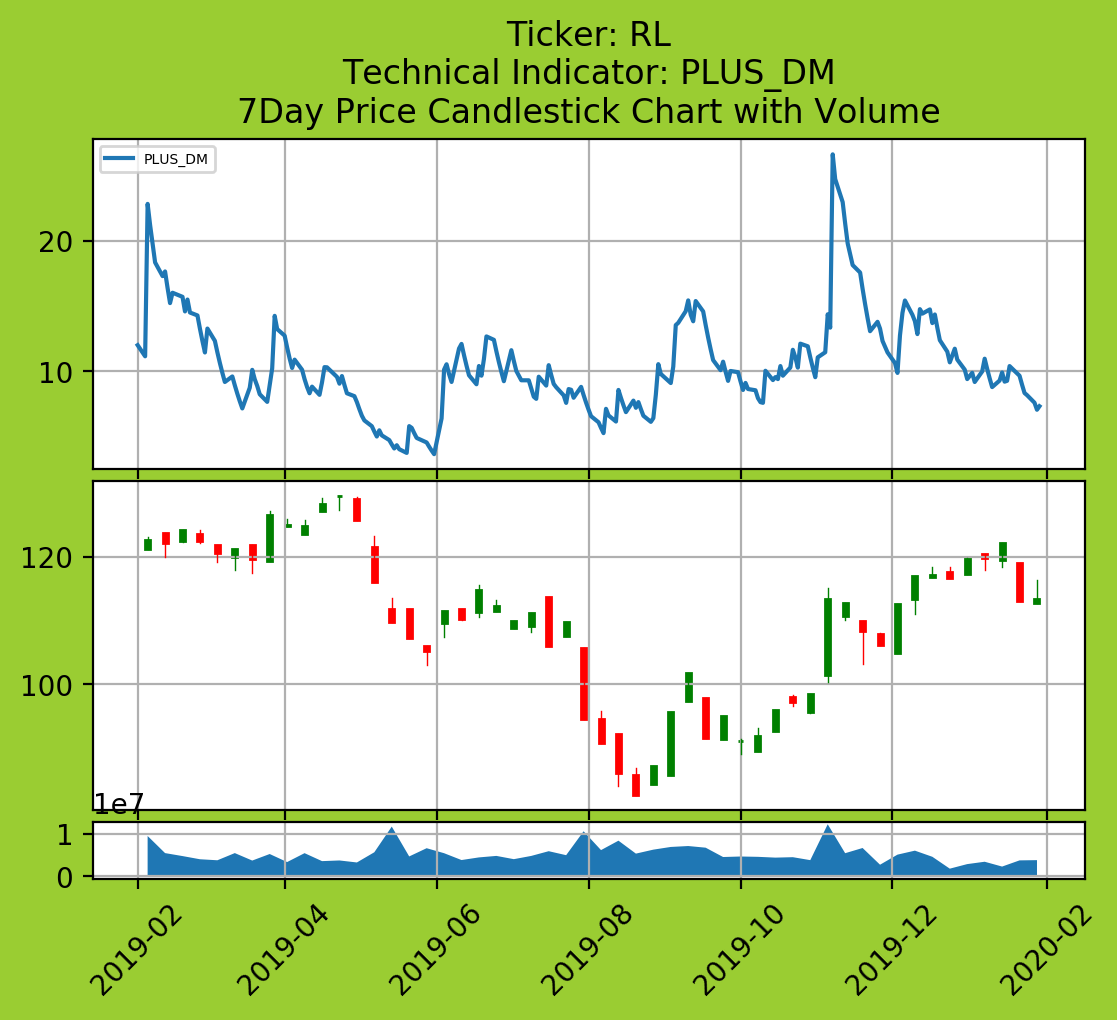 Ticker: RL
Technical Indicator: PLUS_DM
7Day Price Candlestick Chart with Volume
PLUS_DM
20
10
120
100
1e7
1
0
2019-02
2019-04
2019-06
2019-08
2019-10
2019-12
2020-02